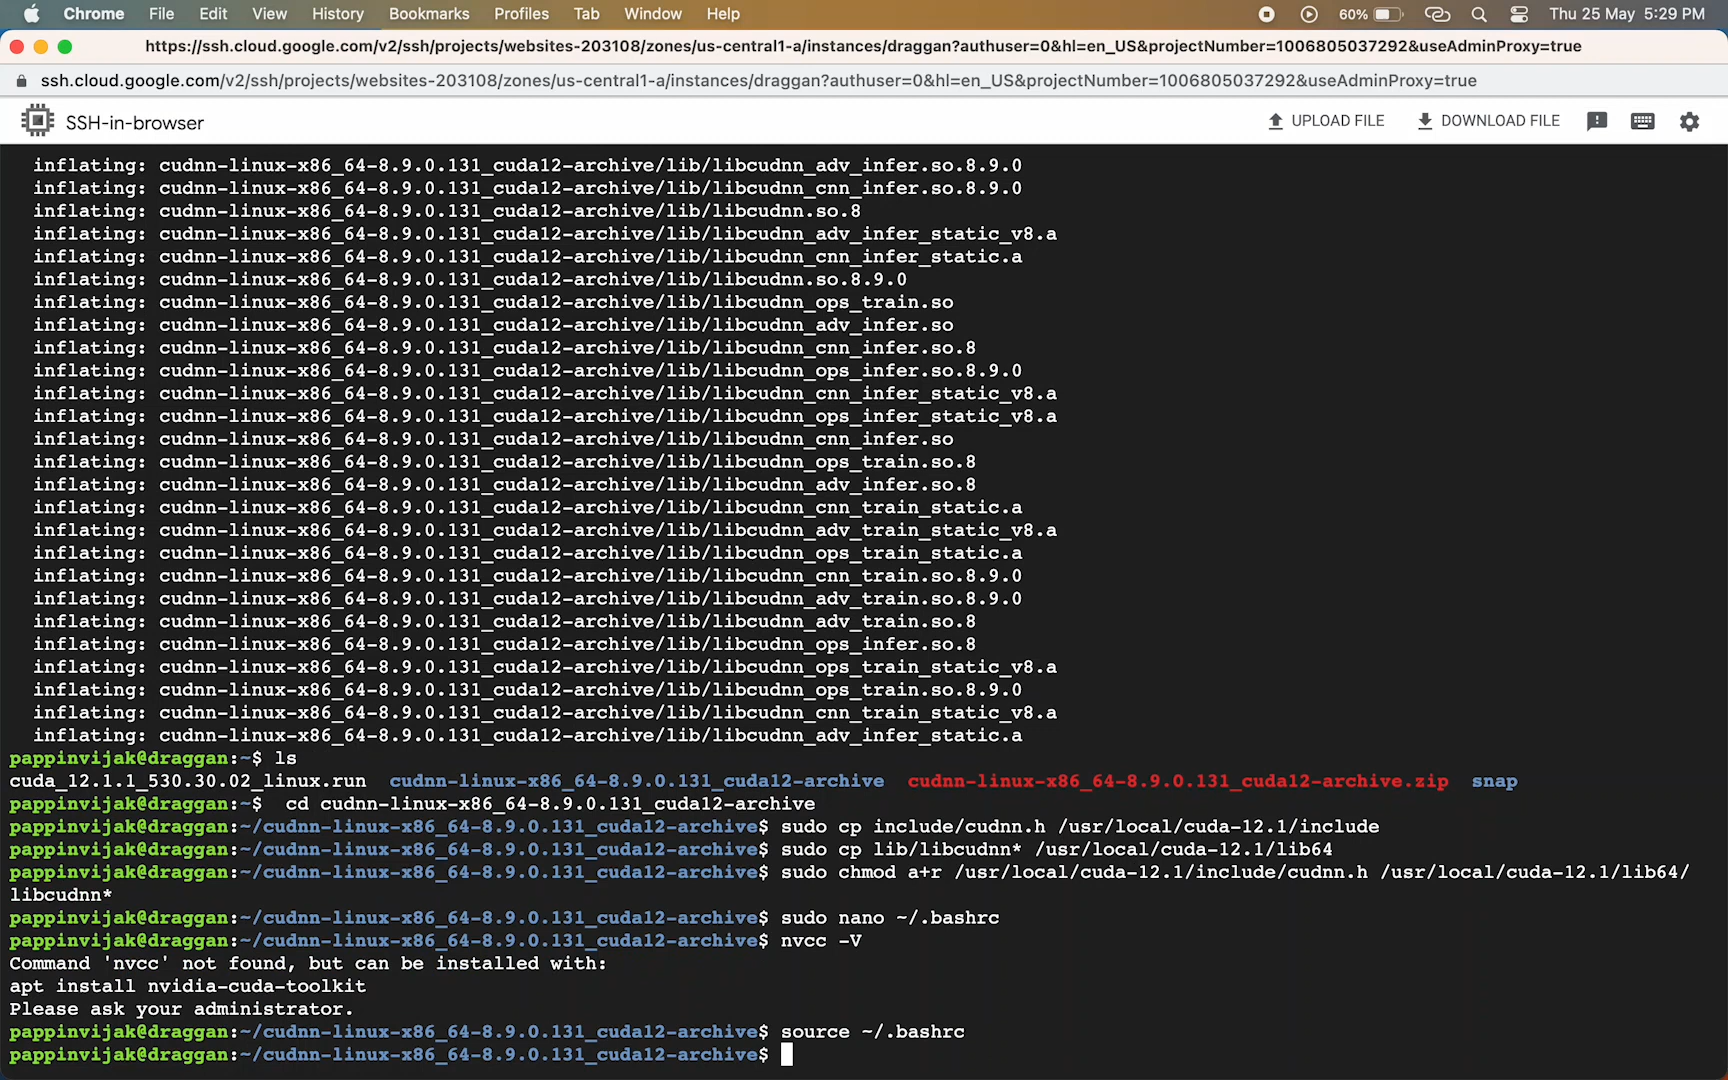 Chrome File Edit View History Bookmarks Profiles Tab Window Help 60% Thu 25 May 5:29 PM
https://ssh.cloud.google.com/v2/ssh/projects/websites-203108/zones/us-central1-a/instances/draggan?authuser=0&hl=en_US&projectNumber=1006805037292&useAdminProxy=true
ssh.cloud.google.com/v2/ssh/projects/websites-203108/zones/us-central1-a/instances/draggan?authuser=0&hl=en_US&projectNumber=1006805037292&useAdminProxy=true
SSH-in-browser UPLOAD FILE DOWNLOAD FILE
inflating: cudnn-linux-x86_64-8.9.0.131_cuda12-archive/lib/libcudnn_adv_infer.so.8.9.0
inflating: cudnn-linux-x86_64-8.9.0.131_cuda12-archive/lib/libcudnn_cnn_infer.so.8.9.0
inflating: cudnn-linux-x86_64-8.9.0.131_cuda12-archive/lib/libcudnn.so.8
inflating: cudnn-linux-x86_64-8.9.0.131_cuda12-archive/lib/libcudnn_adv_infer_static_v8.a
inflating: cudnn-linux-x86_64-8.9.0.131_cuda12-archive/lib/libcudnn_cnn_infer_static.a
inflating: cudnn-linux-x86_64-8.9.0.131_cuda12-archive/lib/libcudnn.so.8.9.0
inflating: cudnn-linux-x86_64-8.9.0.131_cuda12-archive/lib/libcudnn_ops_train.so
inflating: cudnn-linux-x86_64-8.9.0.131_cuda12-archive/lib/libcudnn_adv_infer.so
inflating: cudnn-linux-x86_64-8.9.0.131_cuda12-archive/lib/libcudnn_cnn_infer.so.8
inflating: cudnn-linux-x86_64-8.9.0.131_cuda12-archive/lib/libcudnn_ops_infer.so.8.9.0
inflating: cudnn-linux-x86_64-8.9.0.131_cuda12-archive/lib/libcudnn_cnn_infer_static_v8.a
inflating: cudnn-linux-x86_64-8.9.0.131_cuda12-archive/lib/libcudnn_ops_infer_static_v8.a
inflating: cudnn-linux-x86_64-8.9.0.131_cuda12-archive/lib/libcudnn_cnn_infer.so
inflating: cudnn-linux-x86_64-8.9.0.131_cuda12-archive/lib/libcudnn_ops_train.so.8
inflating: cudnn-linux-x86_64-8.9.0.131_cuda12-archive/lib/libcudnn_adv_infer.so.8
inflating: cudnn-linux-x86_64-8.9.0.131_cuda12-archive/lib/libcudnn_cnn_train_static.a
inflating: cudnn-linux-x86_64-8.9.0.131_cuda12-archive/lib/libcudnn_adv_train_static_v8.a
inflating: cudnn-linux-x86_64-8.9.0.131_cuda12-archive/lib/libcudnn_ops_train_static.a
inflating: cudnn-linux-x86_64-8.9.0.131_cuda12-archive/lib/libcudnn_cnn_train.so.8.9.0
inflating: cudnn-linux-x86_64-8.9.0.131_cuda12-archive/lib/libcudnn_adv_train.so.8.9.0
inflating: cudnn-linux-x86_64-8.9.0.131_cuda12-archive/lib/libcudnn_adv_train.so.8
inflating: cudnn-linux-x86_64-8.9.0.131_cuda12-archive/lib/libcudnn_ops_infer.so.8
inflating: cudnn-linux-x86_64-8.9.0.131_cuda12-archive/lib/libcudnn_ops_train_static_v8.a
inflating: cudnn-linux-x86_64-8.9.0.131_cuda12-archive/lib/libcudnn_ops_train.so.8.9.0
inflating: cudnn-linux-x86_64-8.9.0.131_cuda12-archive/lib/libcudnn_cnn_train_static_v8.a
inflating: cudnn-linux-x86_64-8.9.0.131_cuda12-archive/lib/libcudnn_adv_infer_static.a
pappinvijak@draggan:~$ ls
cuda_12.1.1_530.30.02_linux.run cudnn-linux-x86_64-8.9.0.131_cuda12-archive cudnn-linux-x86_64-8.9.0.131_cuda12-archive.zip snap
pappinvijak@draggan:~$ cd cudnn-linux-x86_64-8.9.0.131_cuda12-archive
pappinvijak@draggan:~/cudnn-linux-x86_64-8.9.0.131_cuda12-archive$ sudo cp include/cudnn.h /usr/local/cuda-12.1/include
pappinvijak@draggan:~/cudnn-linux-x86_64-8.9.0.131_cuda12-archive$ sudo cp lib/libcudnn* /usr/local/cuda-12.1/lib64
pappinvijak@draggan:~/cudnn-linux-x86_64-8.9.0.131_cuda12-archive$ sudo chmod a+r /usr/local/cuda-12.1/include/cudnn.h /usr/local/cuda-12.1/lib64/
libcudnn*
pappinvijak@draggan:~/cudnn-linux-x86_64-8.9.0.131_cuda12-archive$ sudo nano ~/.bashrc
pappinvijak@draggan:~/cudnn-linux-x86_64-8.9.0.131_cuda12-archive$ nvcc -V
Command 'nvcc' not found, but can be installed with:
apt install nvidia-cuda-toolkit
Please ask your administrator.
pappinvijak@draggan:~/cudnn-linux-x86_64-8.9.0.131_cuda12-archive$ source ~/.bashrc
pappinvijak@draggan:~/cudnn-linux-x86_64-8.9.0.131_cuda12-archive$